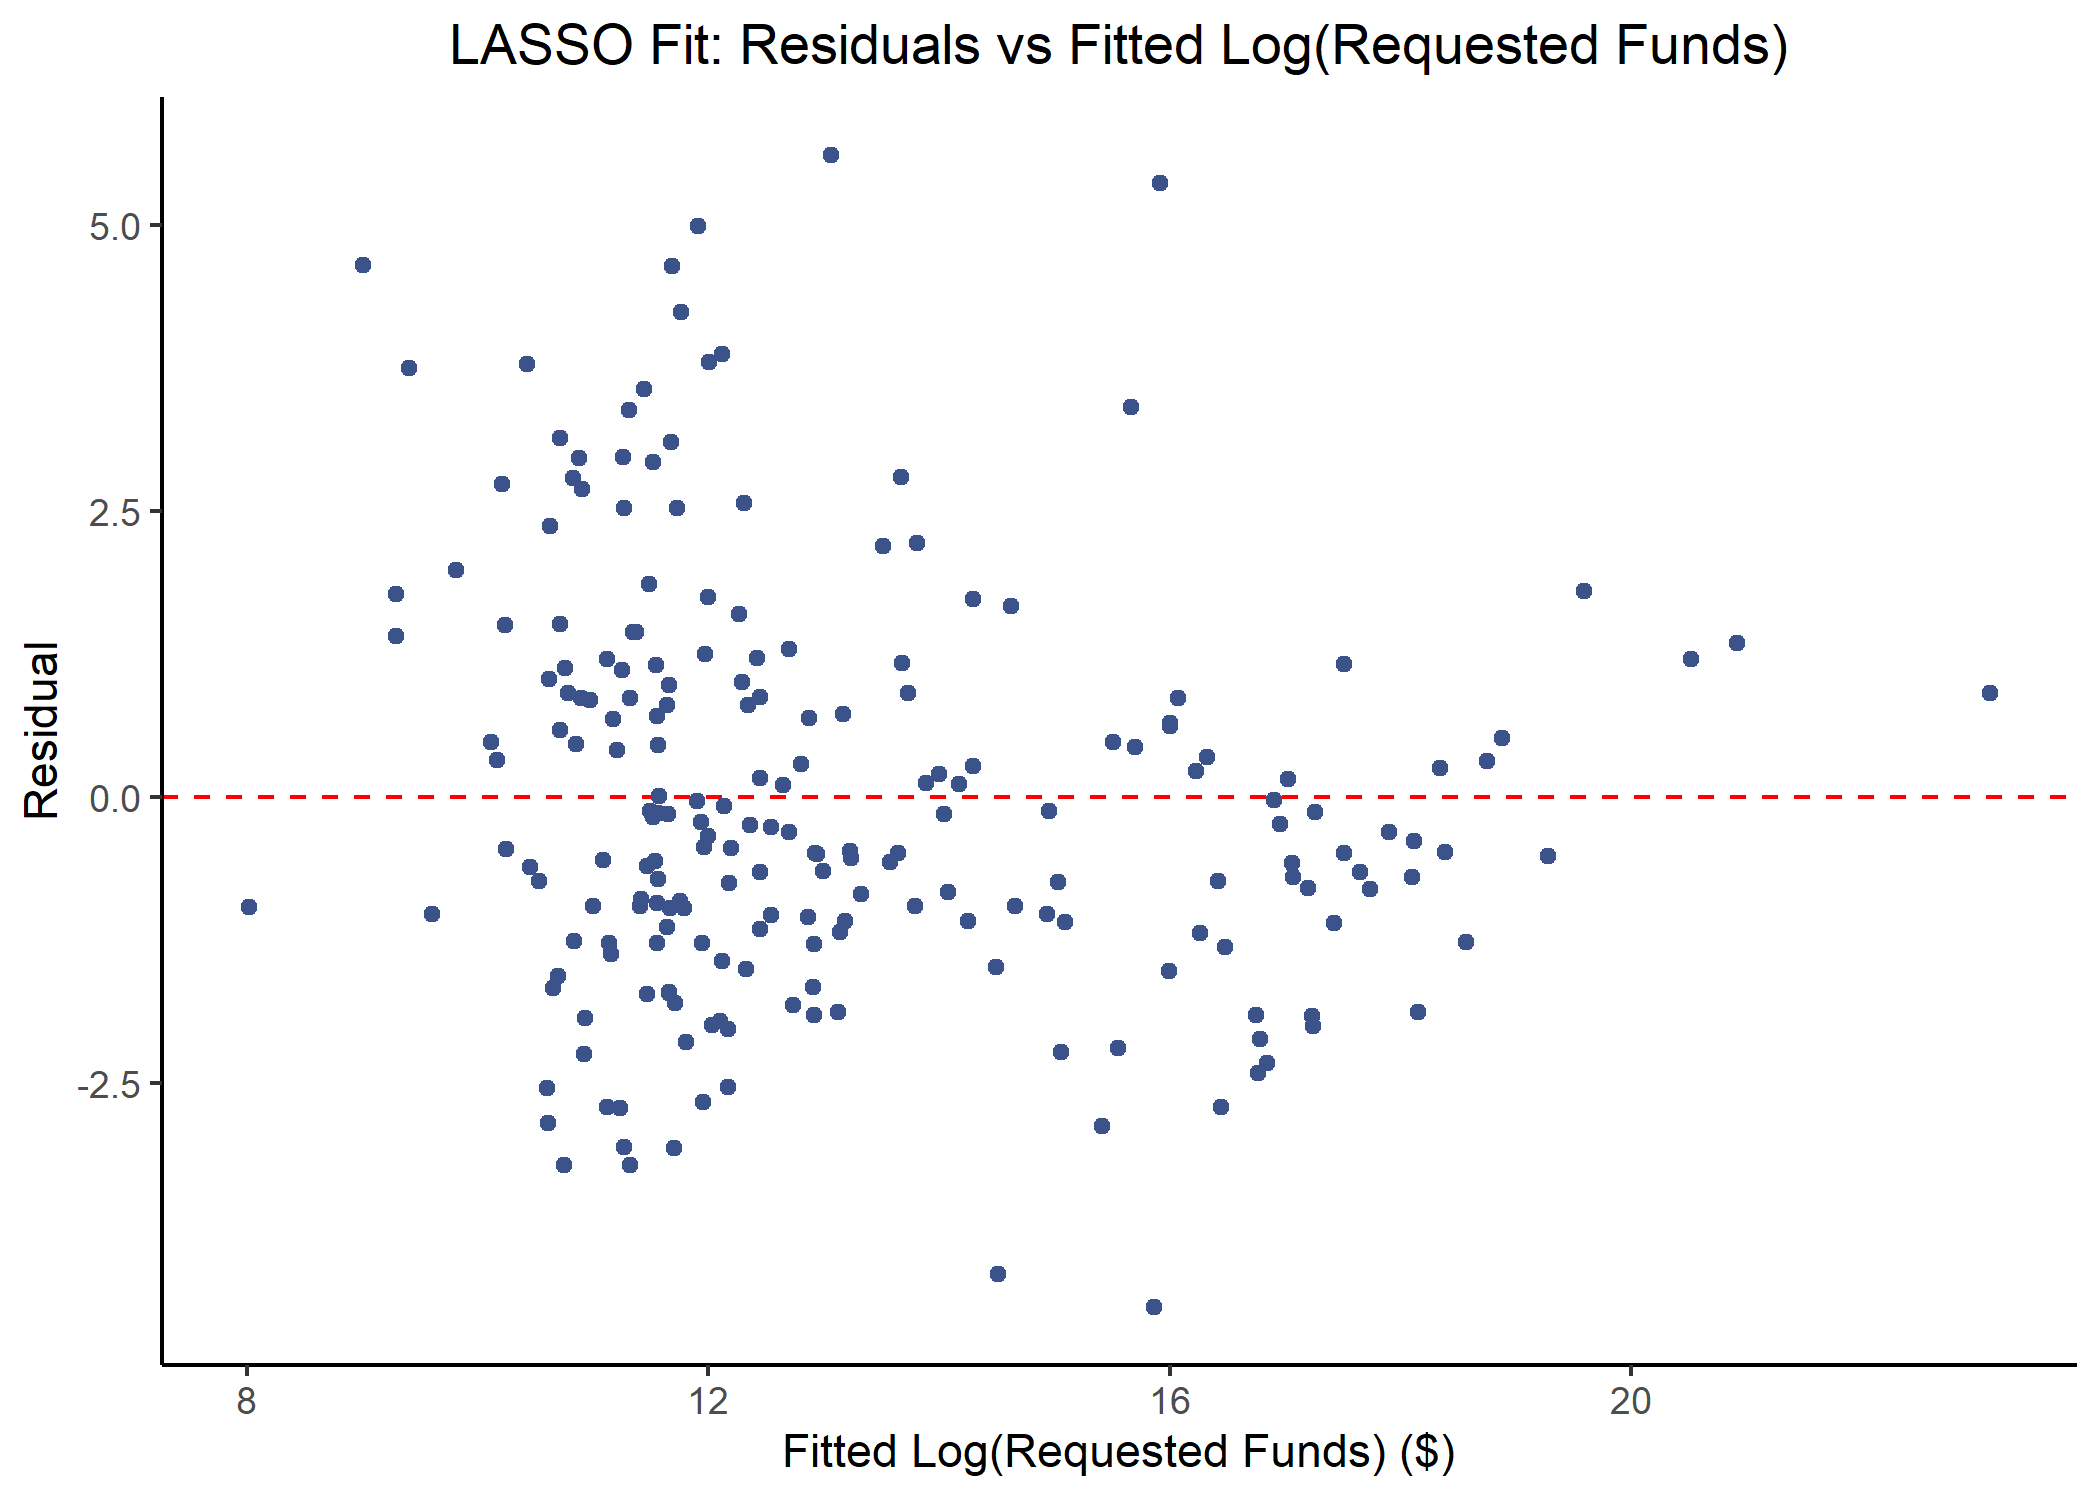 LASSO Fit: Residuals vs Fitted Log(Requested Funds)
Residual
5.0
2.5
0.0
-2.5
8 12 16 20
Fitted Log(Requested Funds) ($)